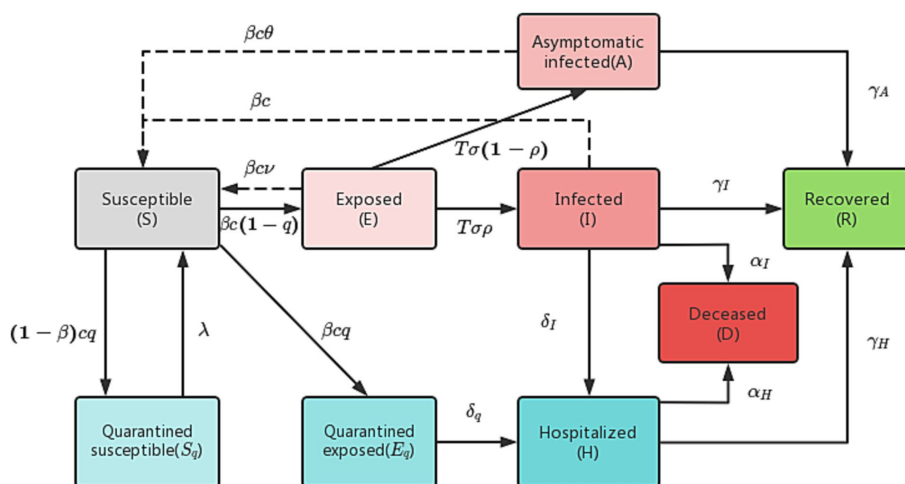 βcθ
Asymptomatic
infected(A)
γA
βc
Tσ(1 − ρ)
βcν
Susceptible
(S)
βc(1 − q)
Exposed
(E)
Tσρ
Infected
(I)
γI
Recovered
(R)
αI
Deceased
(D)
(1 − β)cq
λ
βcq
δI
γH
αH
Quarantined
susceptible(Sq)
Quarantined
exposed(Eq)
δq
Hospitalized
(H)